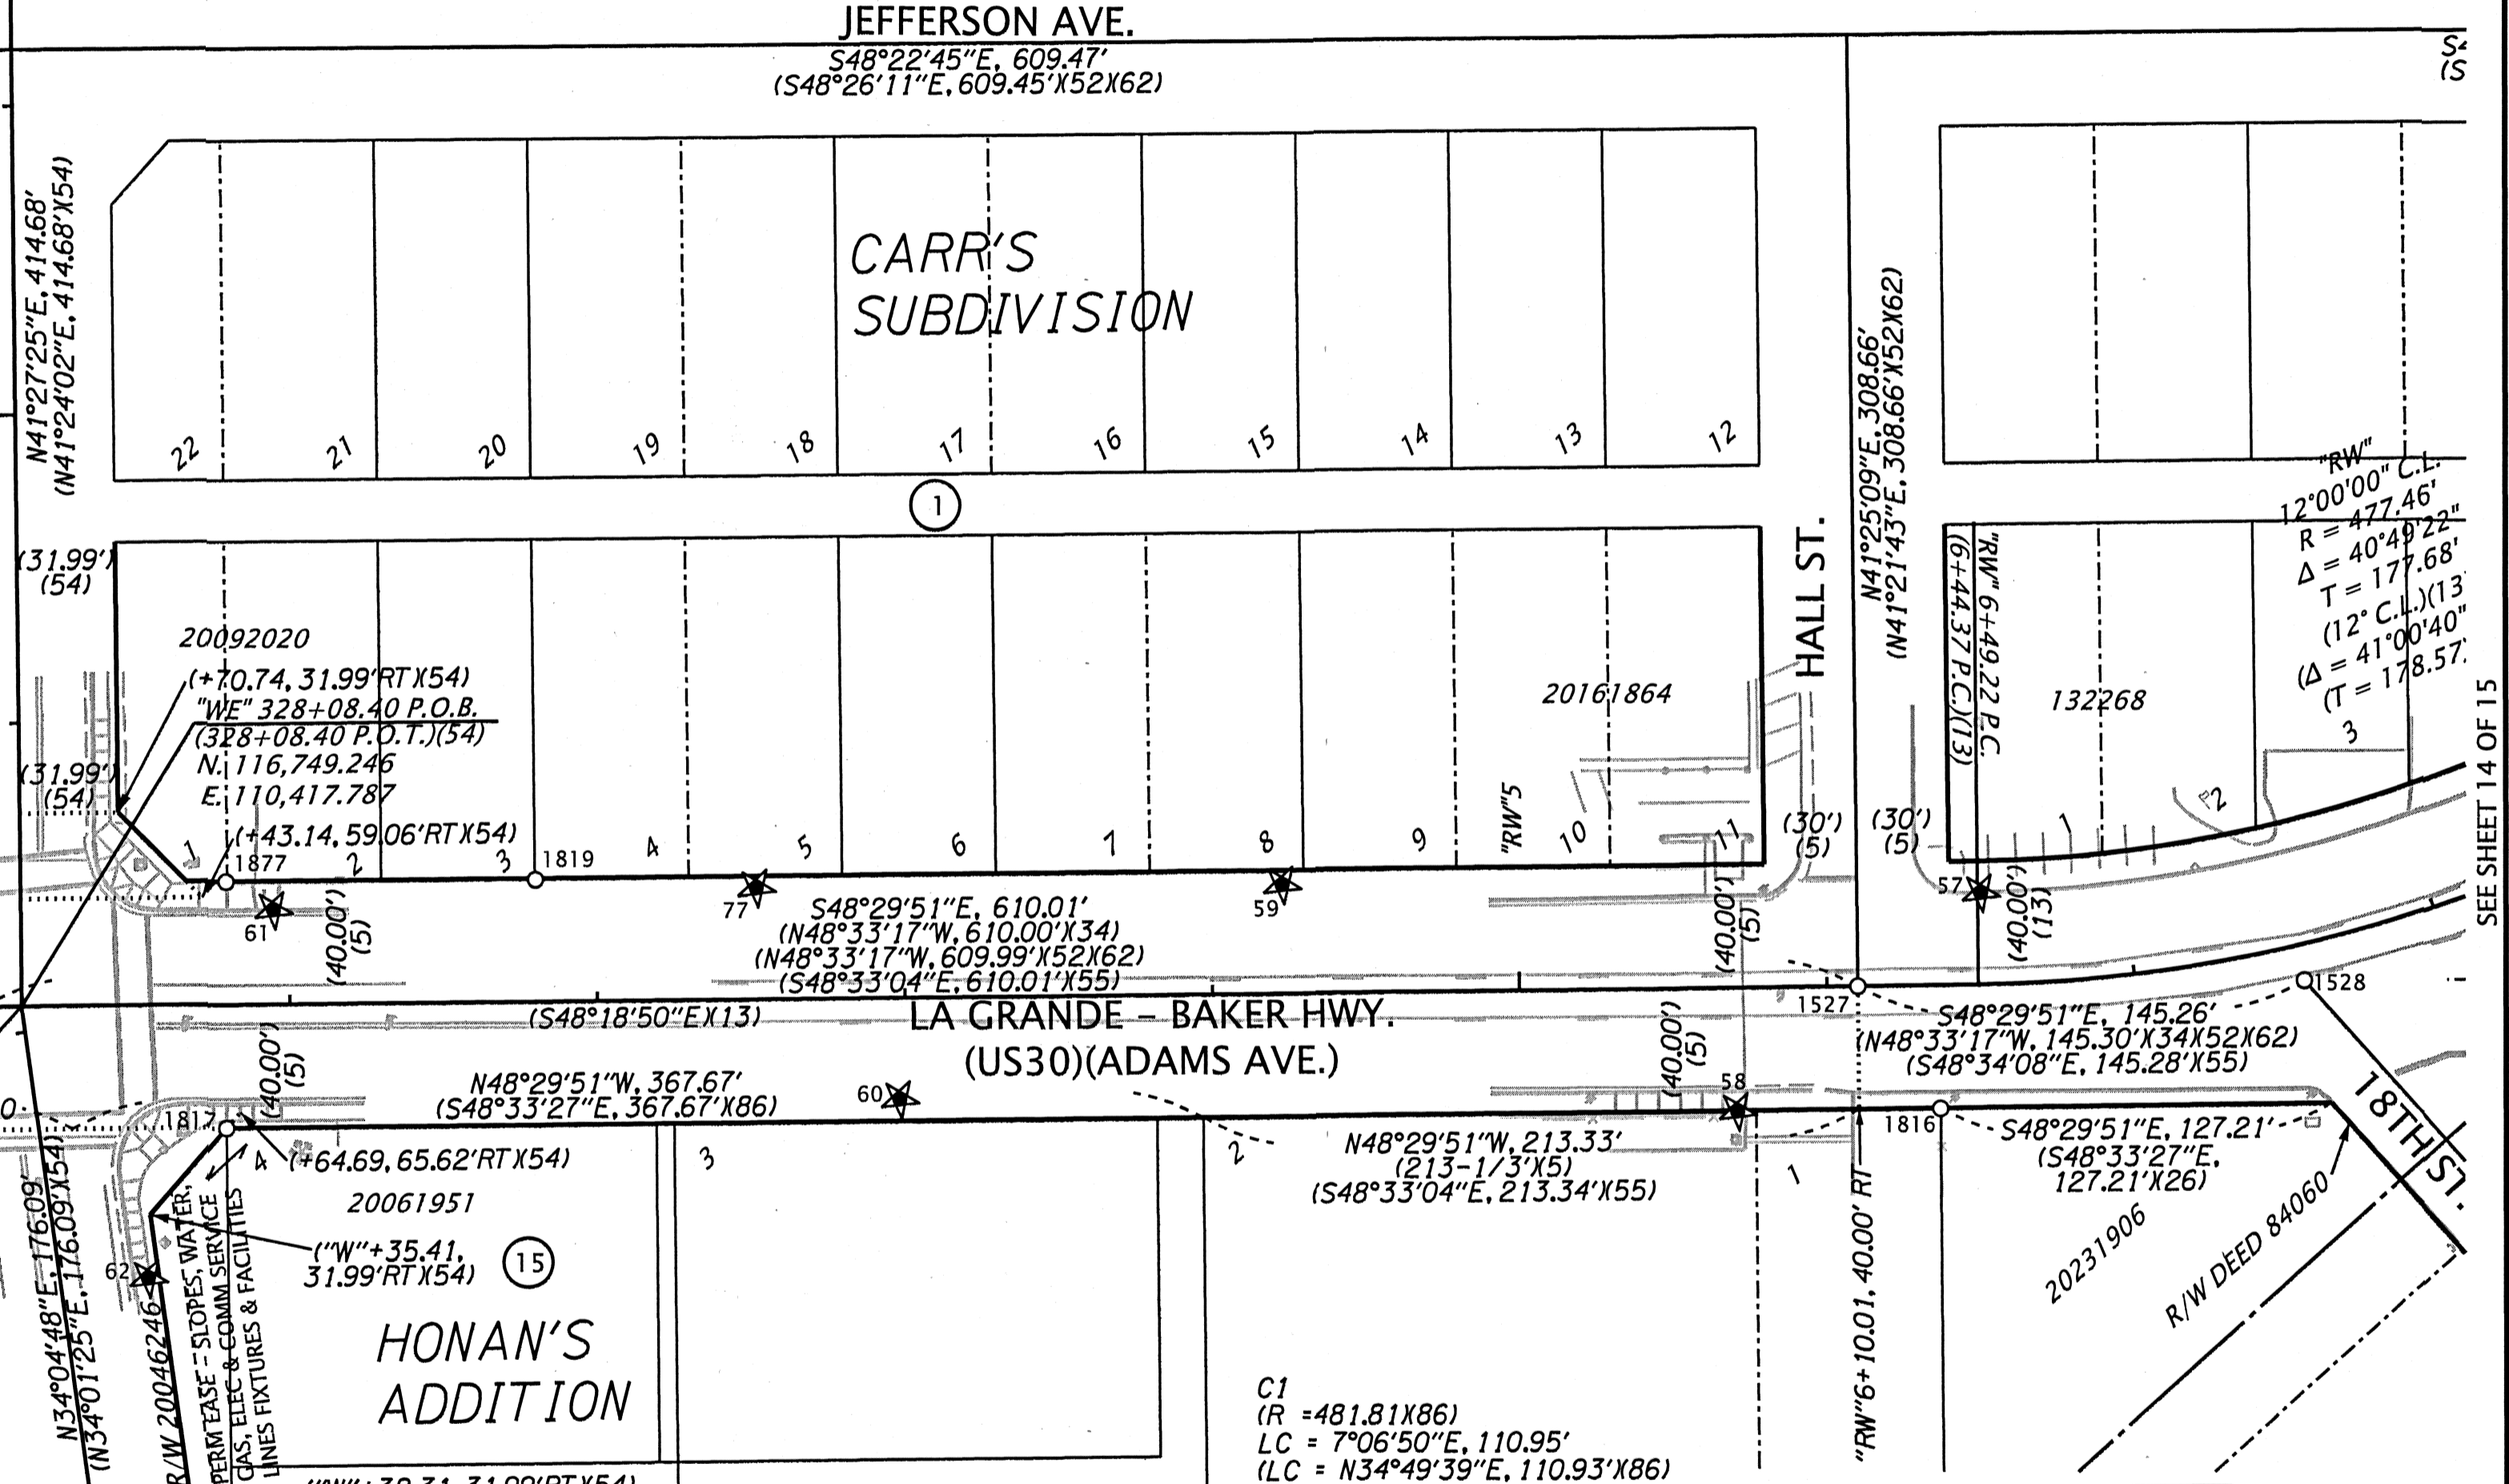 JEFFERSON AVE.
S48°22'45"E, 609.47'
(S48°26'11"E, 609.45')(52)(62)
N41°27'25"E, 414.68'
(N41°24'02"E, 414.68')(54)
CARR'S
SUBDIVISION
22
21
20
19
18
17
16
15
14
13
12
1
N41°25'09"E, 308.66'
(N41°21'43"E, 308.66')(52)(62)
HALL ST.
"RW"
12°00'00" C.L.
R = 477.46'
Δ = 40°49'22"
T = 177.68'
(12° C.L.)(13
(Δ = 41°00'40"
(T = 178.57'
"RW" 6+49.22 P.C.
(6+44.37 P.C.)(13)
132268
(31.99')
(54)
20092020
(+70.74, 31.99'RT)(54)
"WE" 328+08.40 P.O.B.
(328+08.40 P.O.T.)(54)
N. 116,749.246
E. 110,417.787
(31.99')
(54)
(+43.14, 59.06'RT)(54)
20161864
"RW"5
1
2
3
4
5
6
7
8
9
10
11
1
2
3
1877
1819
(30')
(5)
(30')
(5)
61
77
59
57
(40.00')
(5)
S48°29'51"E, 610.01'
(N48°33'17"W, 610.00')(34)
(N48°33'17"W, 609.99')(52)(62)
(S48°33'04"E, 610.01')(55)
(40.00')
(5)
(40.00')
(13)
SEE SHEET 14 OF 15
(S48°18'50"E)(13)
LA GRANDE – BAKER HWY.
(US30)(ADAMS AVE.)
1527
1528
S48°29'51"E, 145.26'
(N48°33'17"W, 145.30')(34)(52)(62)
(S48°34'08"E, 145.28')(55)
(40.00')
(5)
(40.00')
(5)
N48°29'51"W, 367.67'
(S48°33'27"E, 367.67')(86)
60
58
1817
1816
18TH ST.
4
3
2
1
(+64.69, 65.62'RT)(54)
20061951
N48°29'51"W, 213.33'
(213-1/3')(5)
(S48°33'04"E, 213.34')(55)
S48°29'51"E, 127.21'
(S48°33'27"E,
127.21')(26)
("W"+35.41,
31.99'RT)(54)
15
62
N34°04'48"E, 176.09'
(N34°01'25"E, 176.09')(54)
R/W 20046246
PERM EASE - SLOPES, WATER,
GAS, ELEC & COMM SERVICE
LINES FIXTURES & FACILITIES
HONAN'S
ADDITION
"RW"6+10.01, 40.00' RT
20231906
R/W DEED 84060
C1
(R =481.81)(86)
LC = 7°06'50"E, 110.95'
(LC = N34°49'39"E, 110.93')(86)